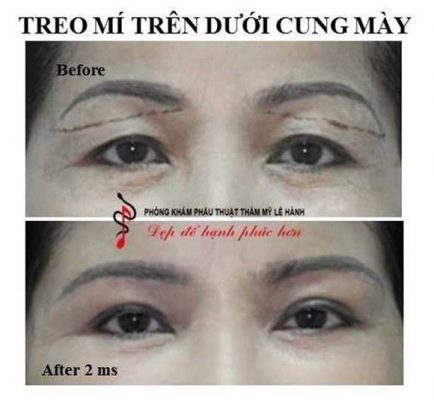 TREO MÍ TRÊN DƯỚI CUNG MÀY
Before
PHÒNG KHÁM PHẪU THUẬT THẨM MỸ LÊ HÀNH
Đẹp để hạnh phúc hơn
After 2 ms